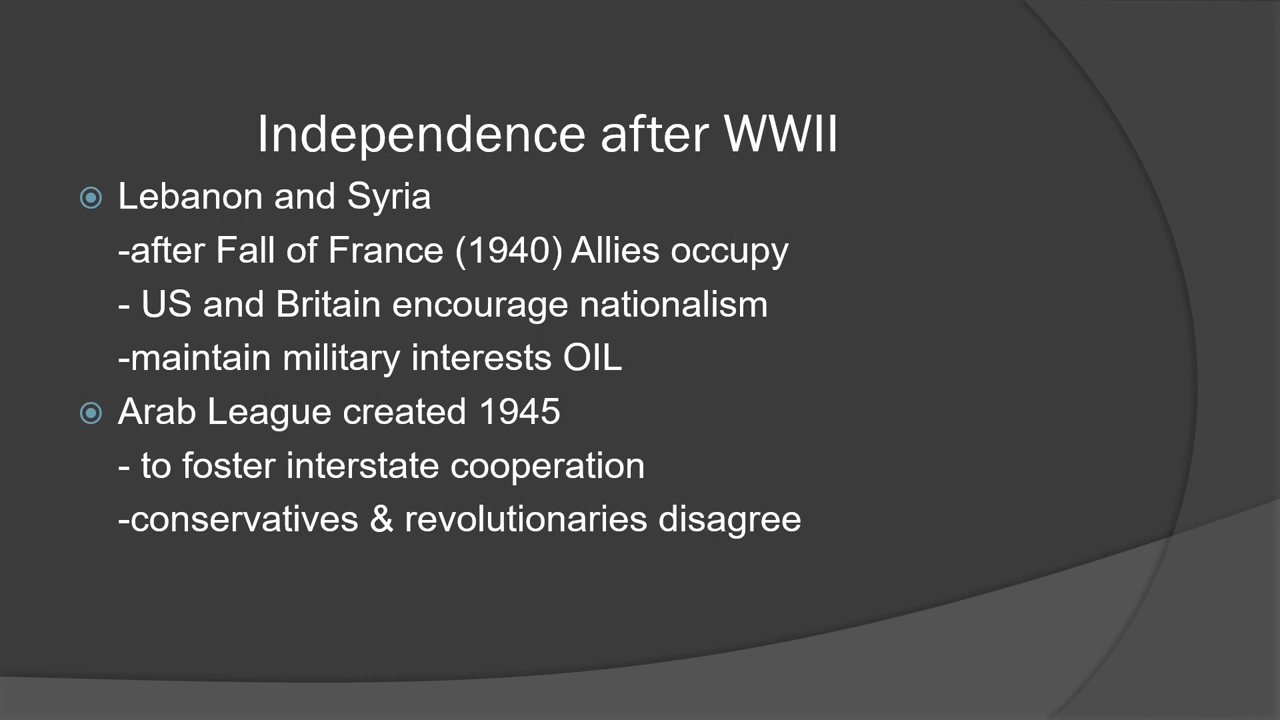 Independence after WWII
Lebanon and Syria
-after Fall of France (1940) Allies occupy
- US and Britain encourage nationalism
-maintain military interests OIL
Arab League created 1945
- to foster interstate cooperation
-conservatives & revolutionaries disagree